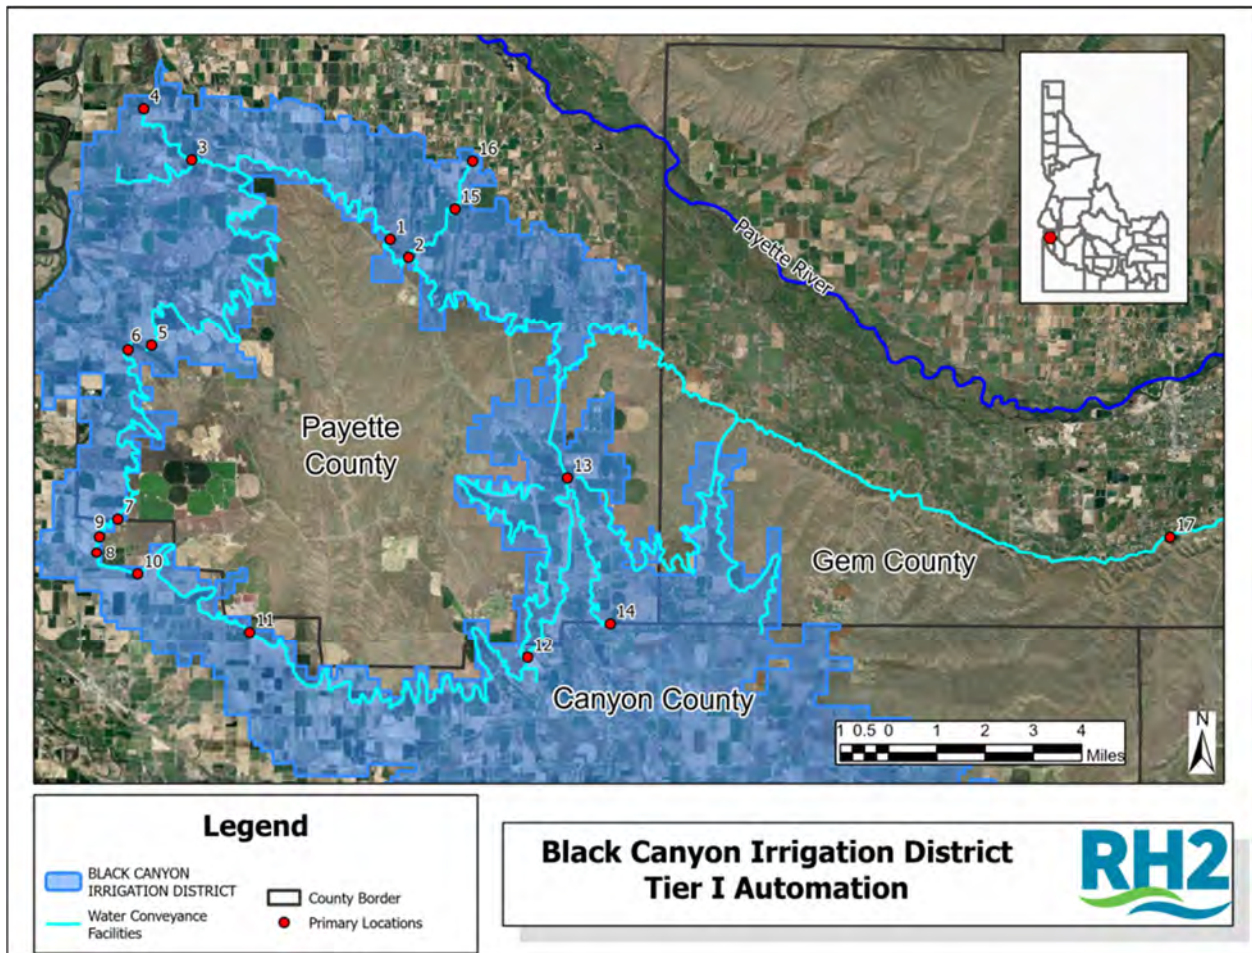 4
3
16
15
1
2
Payette River
6
5
Payette
County
13
7
9
8
10
17
Gem County
11
14
12
Canyon County
1 0.5 0 1 2 3 4
Miles
N
Legend
BLACK CANYON
IRRIGATION DISTRICT
Water Conveyance
Facilities
County Border
Primary Locations
Black Canyon Irrigation District
Tier I Automation
RH2